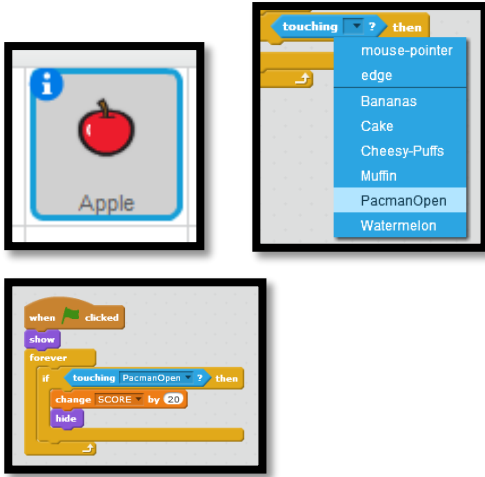 i
Apple
touching ? then
mouse-pointer
edge
Bananas
Cake
Cheesy-Puffs
Muffin
PacmanOpen
Watermelon
when clicked
show
forever
if touching PacmanOpen ? then
change SCORE by 20
hide